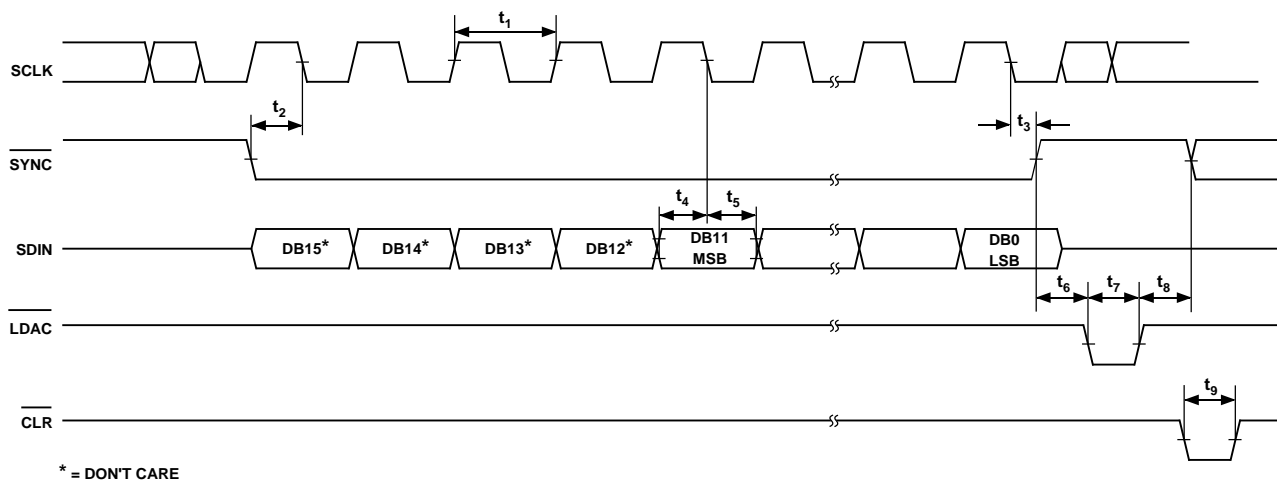 t1
SCLK
t2
t3
SYNC
t4
t5
SDIN
DB15*
DB14*
DB13*
DB12*
DB11
MSB
DB0
LSB
t6
t7
t8
LDAC
t9
CLR
* = DON'T CARE